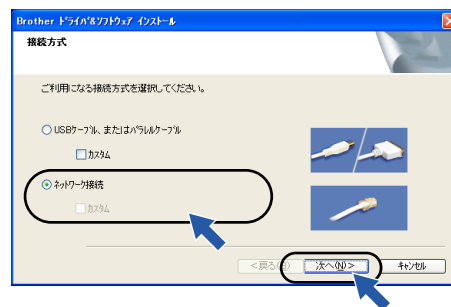 Brother ﾄﾞﾗｲﾊﾞ&ｿﾌﾄｳｪｱ ｲﾝｽﾄｰﾙ
接続方式
ご利用になる接続方式を選択してください。
USBｹｰﾌﾞﾙ、またはﾊﾟﾗﾚﾙｹｰﾌﾞﾙ
ｶｽﾀﾑ
ﾈｯﾄﾜｰｸ接続
ｶｽﾀﾑ
<戻る(B) 次へ(N)> ｷｬﾝｾﾙ